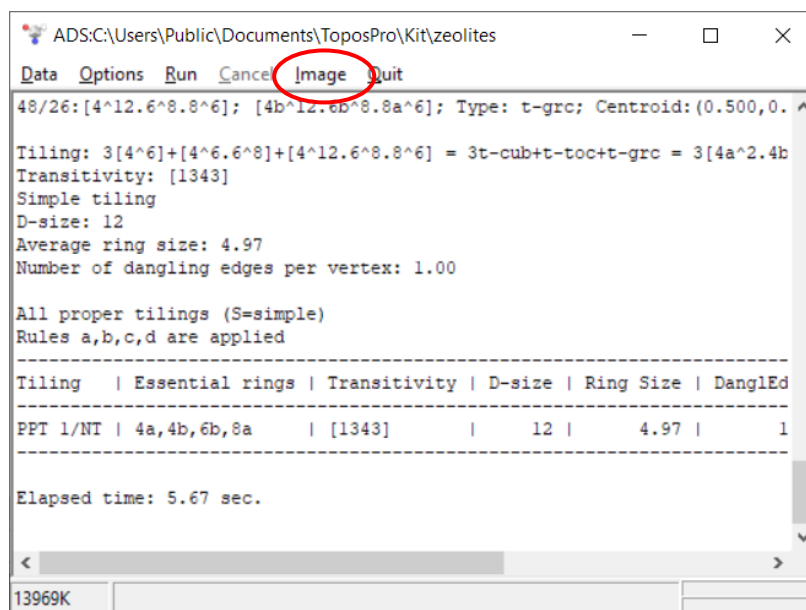 ADS:C:\Users\Public\Documents\ToposPro\Kit\zeolites
Data Options Run Cancel Image Quit
48/26:[4^12.6^8.8^6]; [4b^12.6b^8.8a^6]; Type: t-grc; Centroid:(0.500,0.
Tiling: 3[4^6]+[4^6.6^8]+[4^12.6^8.8^6] = 3t-cub+t-toc+t-grc = 3[4a^2.4b
Transitivity: [1343]
Simple tiling
D-size: 12
Average ring size: 4.97
Number of dangling edges per vertex: 1.00
All proper tilings (S=simple)
Rules a,b,c,d are applied
--------------------------------------------------------------------------
Tiling | Essential rings | Transitivity | D-size | Ring Size | DanglEd
--------------------------------------------------------------------------
PPT 1/NT | 4a,4b,6b,8a | [1343] | 12 | 4.97 | 1
--------------------------------------------------------------------------
Elapsed time: 5.67 sec.
13969K